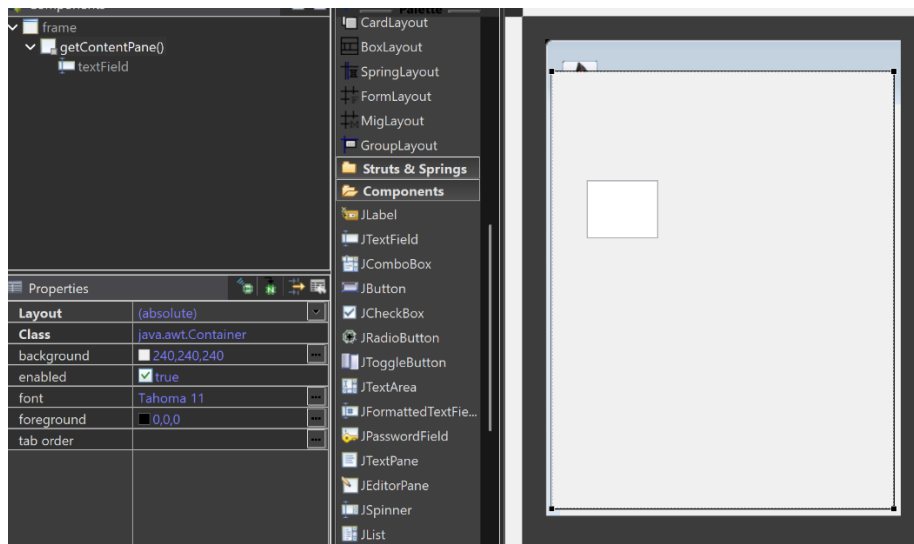 Components
frame
getContentPane()
textField
Properties
Layout (absolute)
Class java.awt.Container
background 240,240,240
enabled true
font Tahoma 11
foreground 0,0,0
tab order
Palette
CardLayout
BoxLayout
SpringLayout
FormLayout
MigLayout
GroupLayout
Struts & Springs
Components
JLabel
JTextField
JComboBox
JButton
JCheckBox
JRadioButton
JToggleButton
JTextArea
JFormattedTextFie...
JPasswordField
JTextPane
JEditorPane
JSpinner
JList